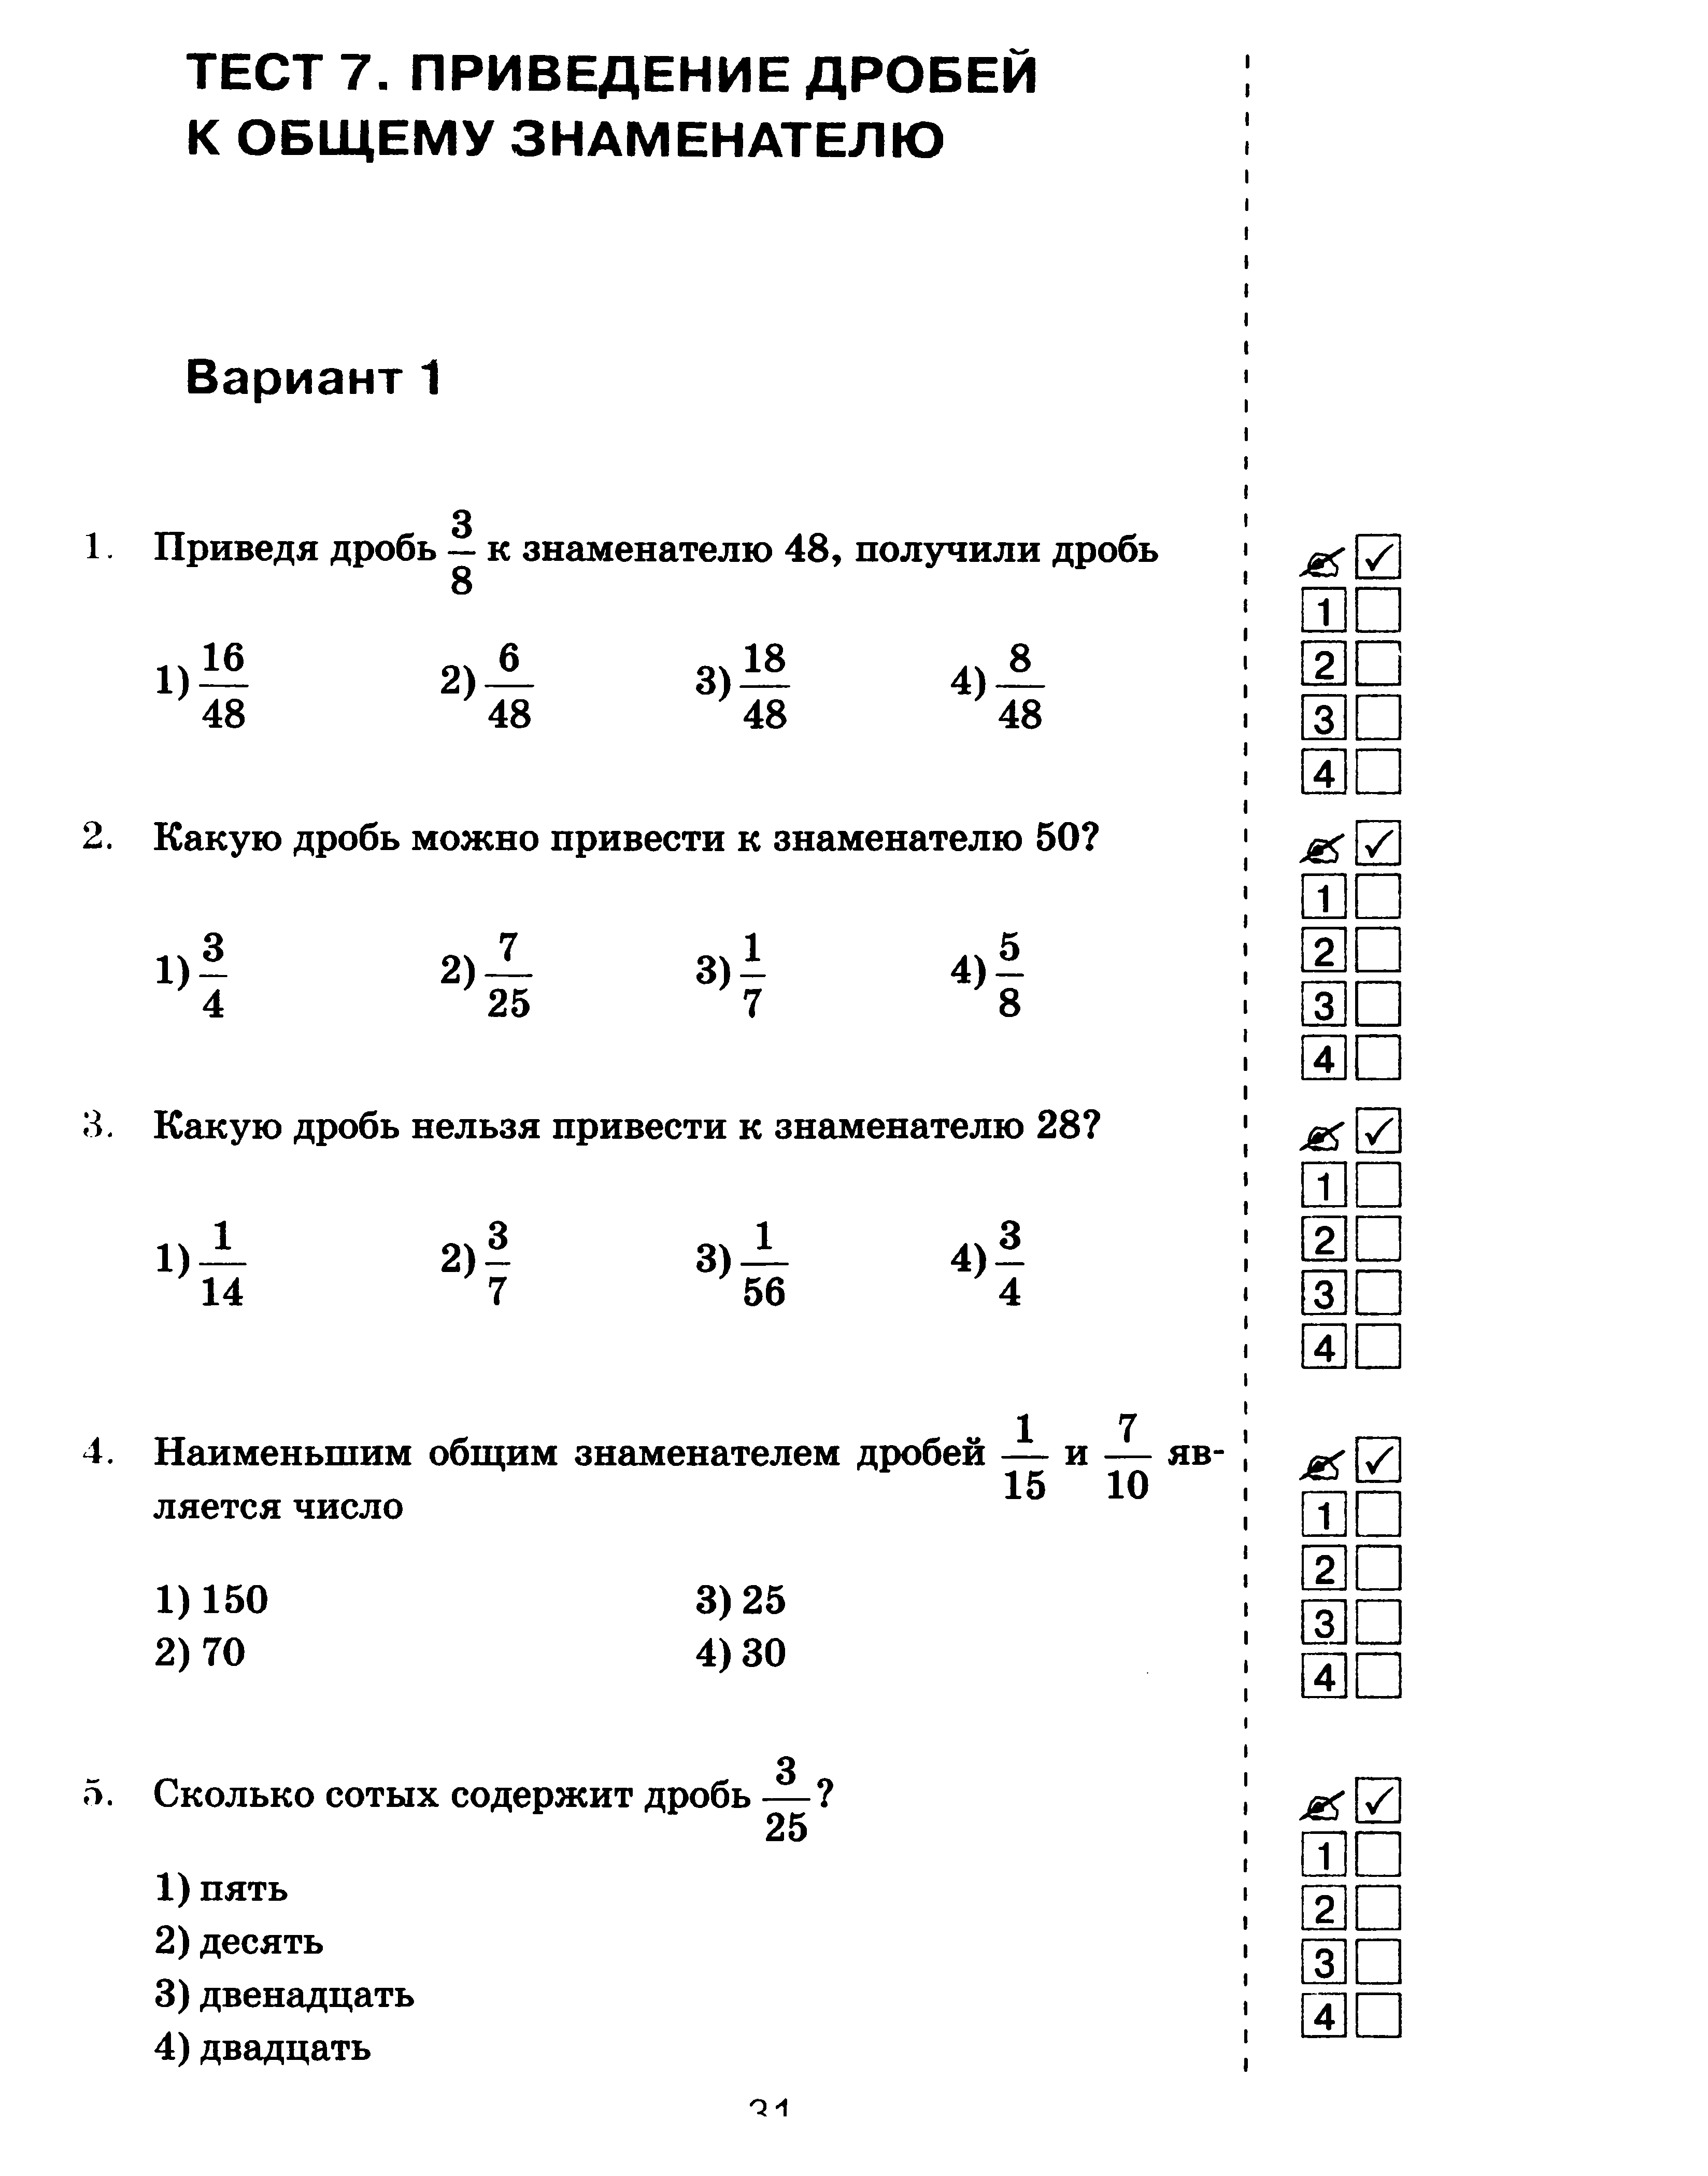 ТЕСТ 7. ПРИВЕДЕНИЕ ДРОБЕЙ
К ОБЩЕМУ ЗНАМЕНАТЕЛЮ
Вариант 1
1. Приведя дробь 3/8 к знаменателю 48, получили дробь
1) 16/48 2) 6/48 3) 18/48 4) 8/48
✓
1
2
3
4
2. Какую дробь можно привести к знаменателю 50?
1) 3/4 2) 7/25 3) 1/7 4) 5/8
✓
1
2
3
4
3. Какую дробь нельзя привести к знаменателю 28?
1) 1/14 2) 3/7 3) 1/56 4) 3/4
✓
1
2
3
4
4. Наименьшим общим знаменателем дробей 1/15 и 7/10 яв-
ляется число
1) 150 3) 25
2) 70 4) 30
✓
1
2
3
4
5. Сколько сотых содержит дробь 3/25?
1) пять
2) десять
3) двенадцать
4) двадцать
✓
1
2
3
4
31